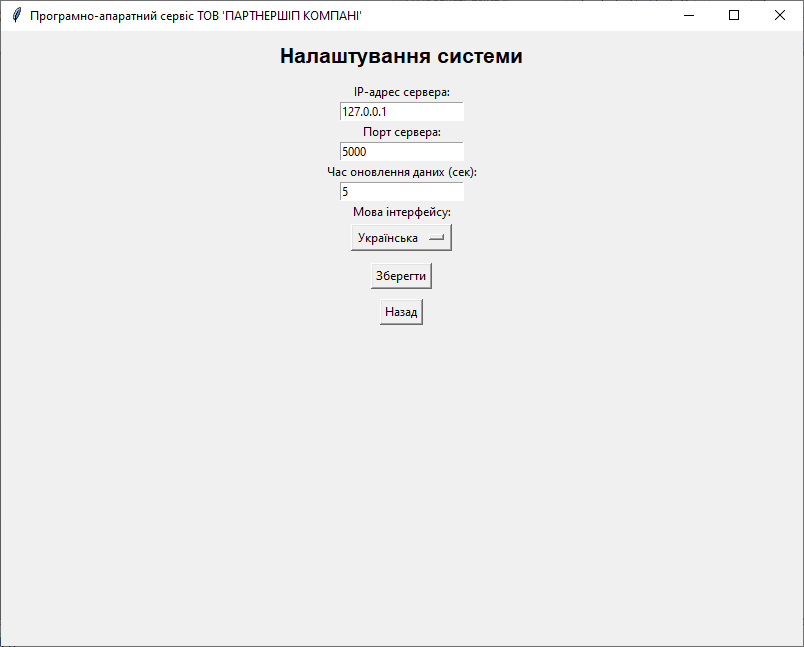 Програмно-апаратний сервіс ТОВ 'ПАРТНЕРШІП КОМПАНІ'
Налаштування системи
IP-адрес сервера:
127.0.0.1
Порт сервера:
5000
Час оновлення даних (сек):
5
Мова інтерфейсу:
Українська
Зберегти
Назад